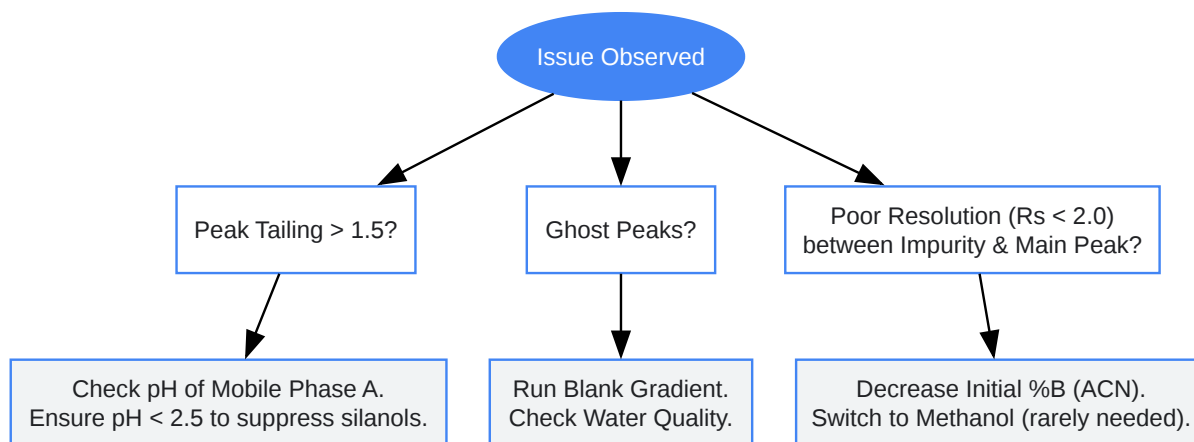 Issue Observed
Peak Tailing > 1.5?
Ghost Peaks?
Poor Resolution (Rs < 2.0)
between Impurity & Main Peak?
Check pH of Mobile Phase A.
Ensure pH < 2.5 to suppress silanols.
Run Blank Gradient.
Check Water Quality.
Decrease Initial %B (ACN).
Switch to Methanol (rarely needed).